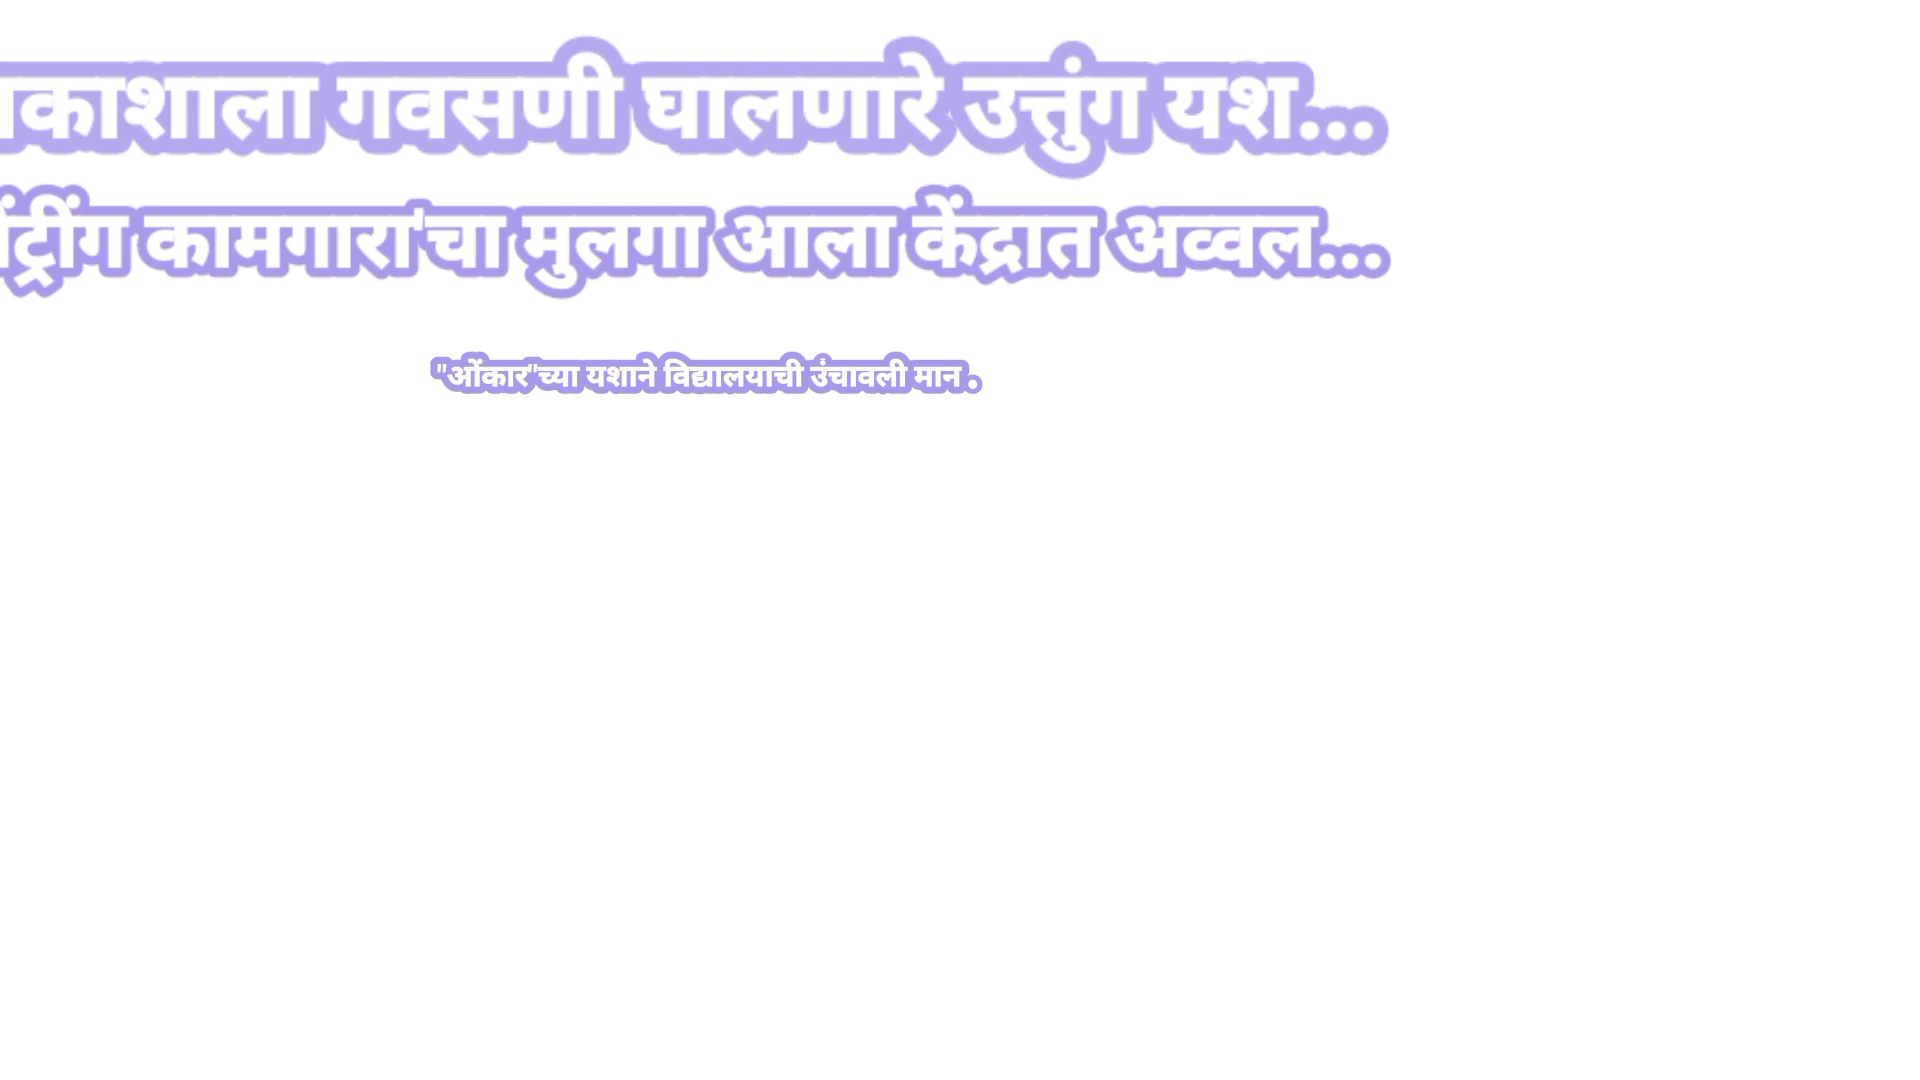 काशाला गवसणी घालणारे उत्तुंग यश...
ट्रींग कामगारा'चा मुलगा आला केंद्रात अव्वल...
"ओंकार"च्या यशाने विद्यालयाची उंचावली मान .